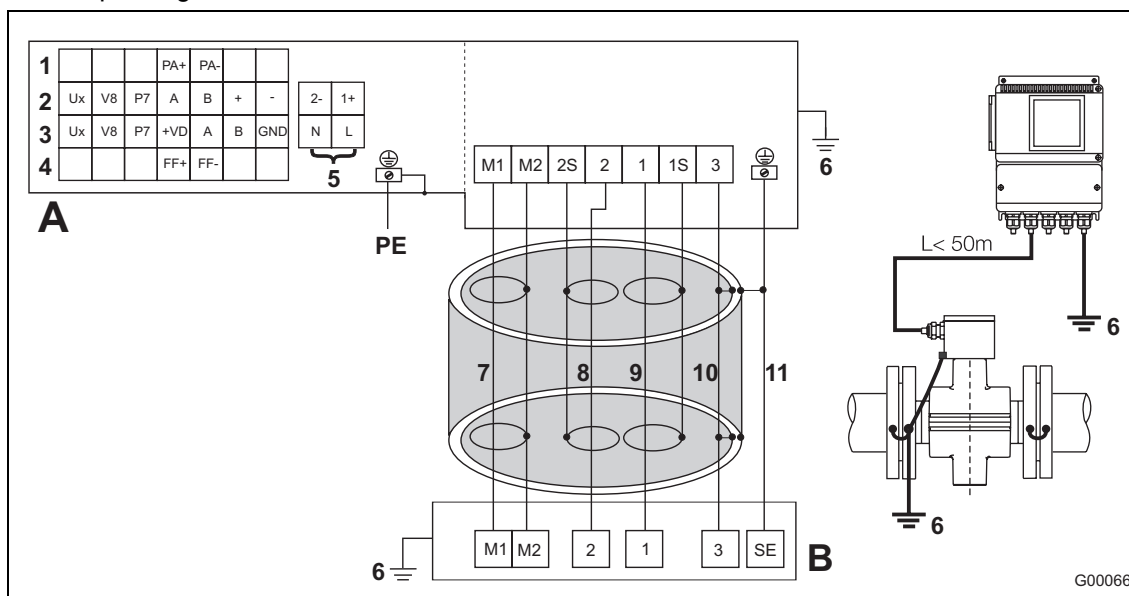 1 PA+ PA-
2 Ux V8 P7 A B + - 2- 1+
3 Ux V8 P7 +VD A B GND N L
4 FF+ FF-
5
A
PE
M1 M2 2S 2 1 1S 3
6
7 8 9 10 11
M1 M2 2 1 3 SE
B
6
L< 50m
6
6
G00066